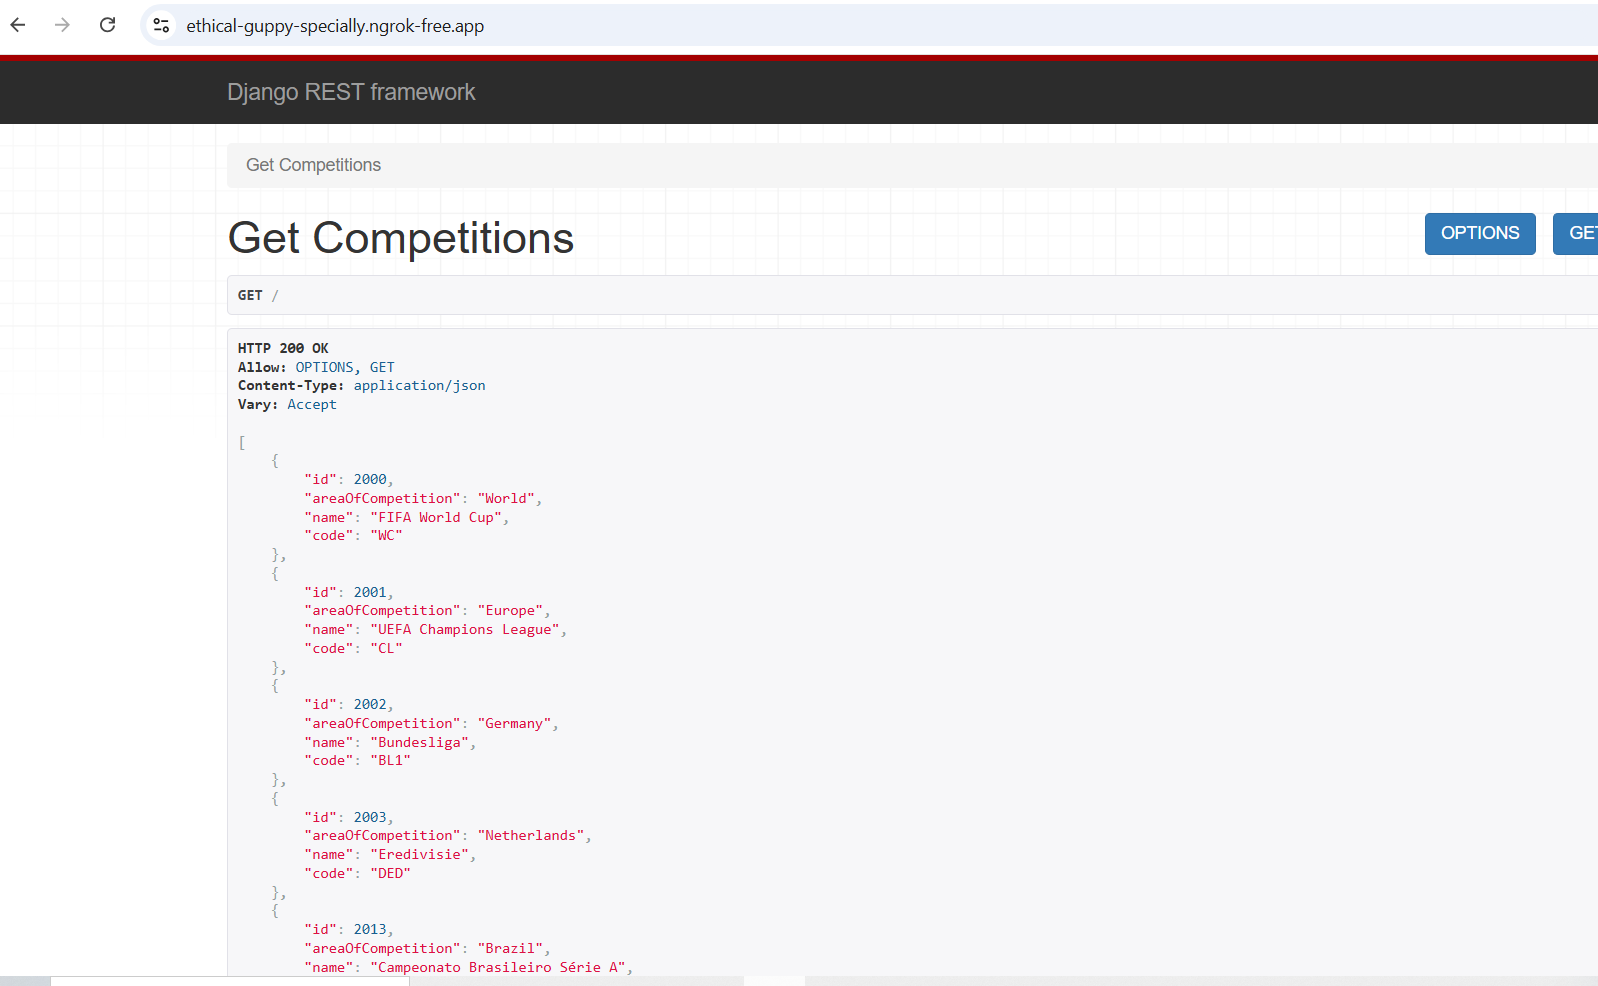 ethical-guppy-specially.ngrok-free.app
Django REST framework
Get Competitions
Get Competitions
OPTIONS
GET /
HTTP 200 OK
Allow: OPTIONS, GET
Content-Type: application/json
Vary: Accept
[
    {
        "id": 2000,
        "areaOfCompetition": "World",
        "name": "FIFA World Cup",
        "code": "WC"
    },
    {
        "id": 2001,
        "areaOfCompetition": "Europe",
        "name": "UEFA Champions League",
        "code": "CL"
    },
    {
        "id": 2002,
        "areaOfCompetition": "Germany",
        "name": "Bundesliga",
        "code": "BL1"
    },
    {
        "id": 2003,
        "areaOfCompetition": "Netherlands",
        "name": "Eredivisie",
        "code": "DED"
    },
    {
        "id": 2013,
        "areaOfCompetition": "Brazil",
        "name": "Campeonato Brasileiro Série A",